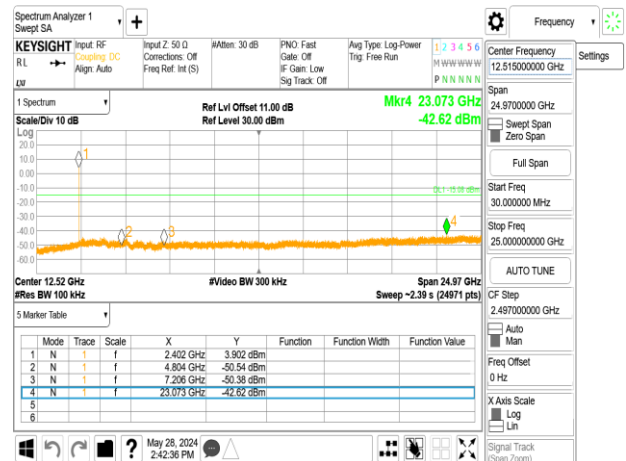 Spectrum Analyzer 1
Swept SA
Frequency
KEYSIGHT
Input: RF
Coupling: DC
Align: Auto
Input Z: 50 Ω
Corrections: Off
Freq Ref: Int (S)
#Atten: 30 dB
PNO: Fast
Gate: Off
IF Gain: Low
Sig Track: Off
Avg Type: Log-Power
Trig: Free Run
1 2 3 4 5 6
M W W W W W
P N N N N N
RL
LXI
Center Frequency
12.515000000 GHz
Settings
Span
24.9700000 GHz
Swept Span
Zero Span
Full Span
Start Freq
30.000000 MHz
Stop Freq
25.00000000 GHz
AUTO TUNE
CF Step
2.497000000 GHz
Auto
Man
Freq Offset
0 Hz
X Axis Scale
Log
Lin
Signal Track
(Span Zoom)
1 Spectrum
Scale/Div 10 dB
Ref Lvl Offset 11.00 dB
Ref Level 30.00 dBm
Mkr4 23.073 GHz
-42.62 dBm
Log
20.0
10.0
0.00
-10.0
-20.0
-30.0
-40.0
-50.0
-60.0
1
2
3
4
Center 12.52 GHz
#Video BW 300 kHz
Span 24.97 GHz
#Res BW 100 kHz
Sweep ~2.39 s (24971 pts)
5 Marker Table
Mode Trace Scale X Y Function Function Width Function Value
1 N 1 f 2.402 GHz 3.902 dBm
2 N 1 f 4.804 GHz -50.54 dBm
3 N 1 f 7.206 GHz -50.38 dBm
4 N 1 f 23.073 GHz -42.62 dBm
5
6
?
May 28, 2024
2:42:36 PM